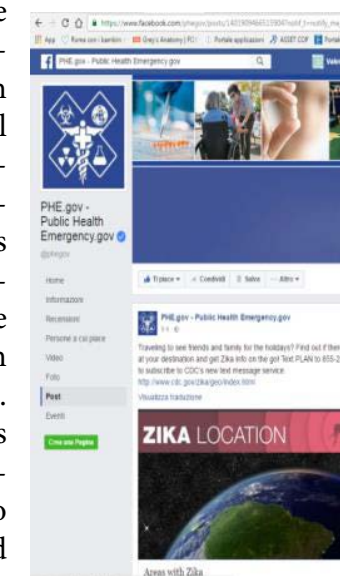 https://www.facebook.com/phegov/posts/
App
Grey's Anatomy | FOX
Portale applicazioni
ASSET CDP
Portale
PHE.gov - Public Health Emergency.gov
PHE.gov -
Public Health
Emergency.gov
@phegov
Home
Informazioni
Recensioni
Persone a cui piace
Video
Foto
Post
Eventi
Crea una Pagina
Ti piace
Condividi
Salva
Altro
PHE.gov - Public Health Emergency.gov
Traveling to see friends and family for the holidays? Find out if there
at your destination and get Zika info on the go! Text PLAN to 855-2
to subscribe to CDC's new text message service.
http://www.cdc.gov/zika/geo/index.html
Visualizza traduzione
ZIKA LOCATION
Areas with Zika